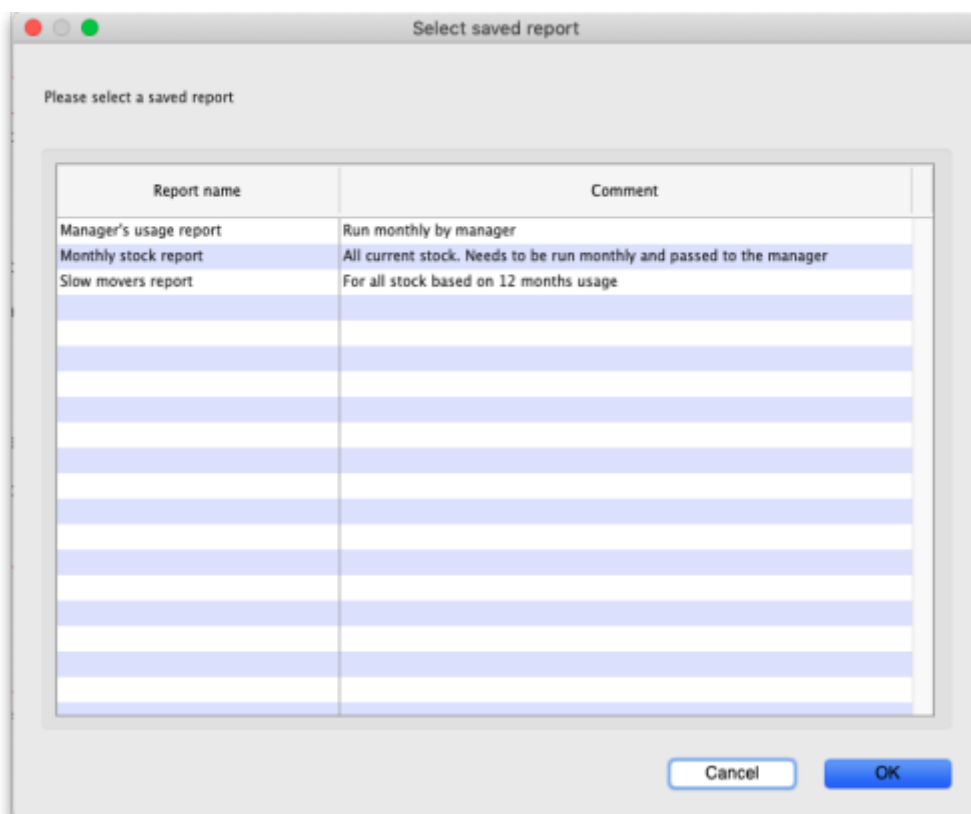 Select saved report
Please select a saved report
Report name Comment
Manager's usage report Run monthly by manager
Monthly stock report All current stock. Needs to be run monthly and passed to the manager
Slow movers report For all stock based on 12 months usage
Cancel OK